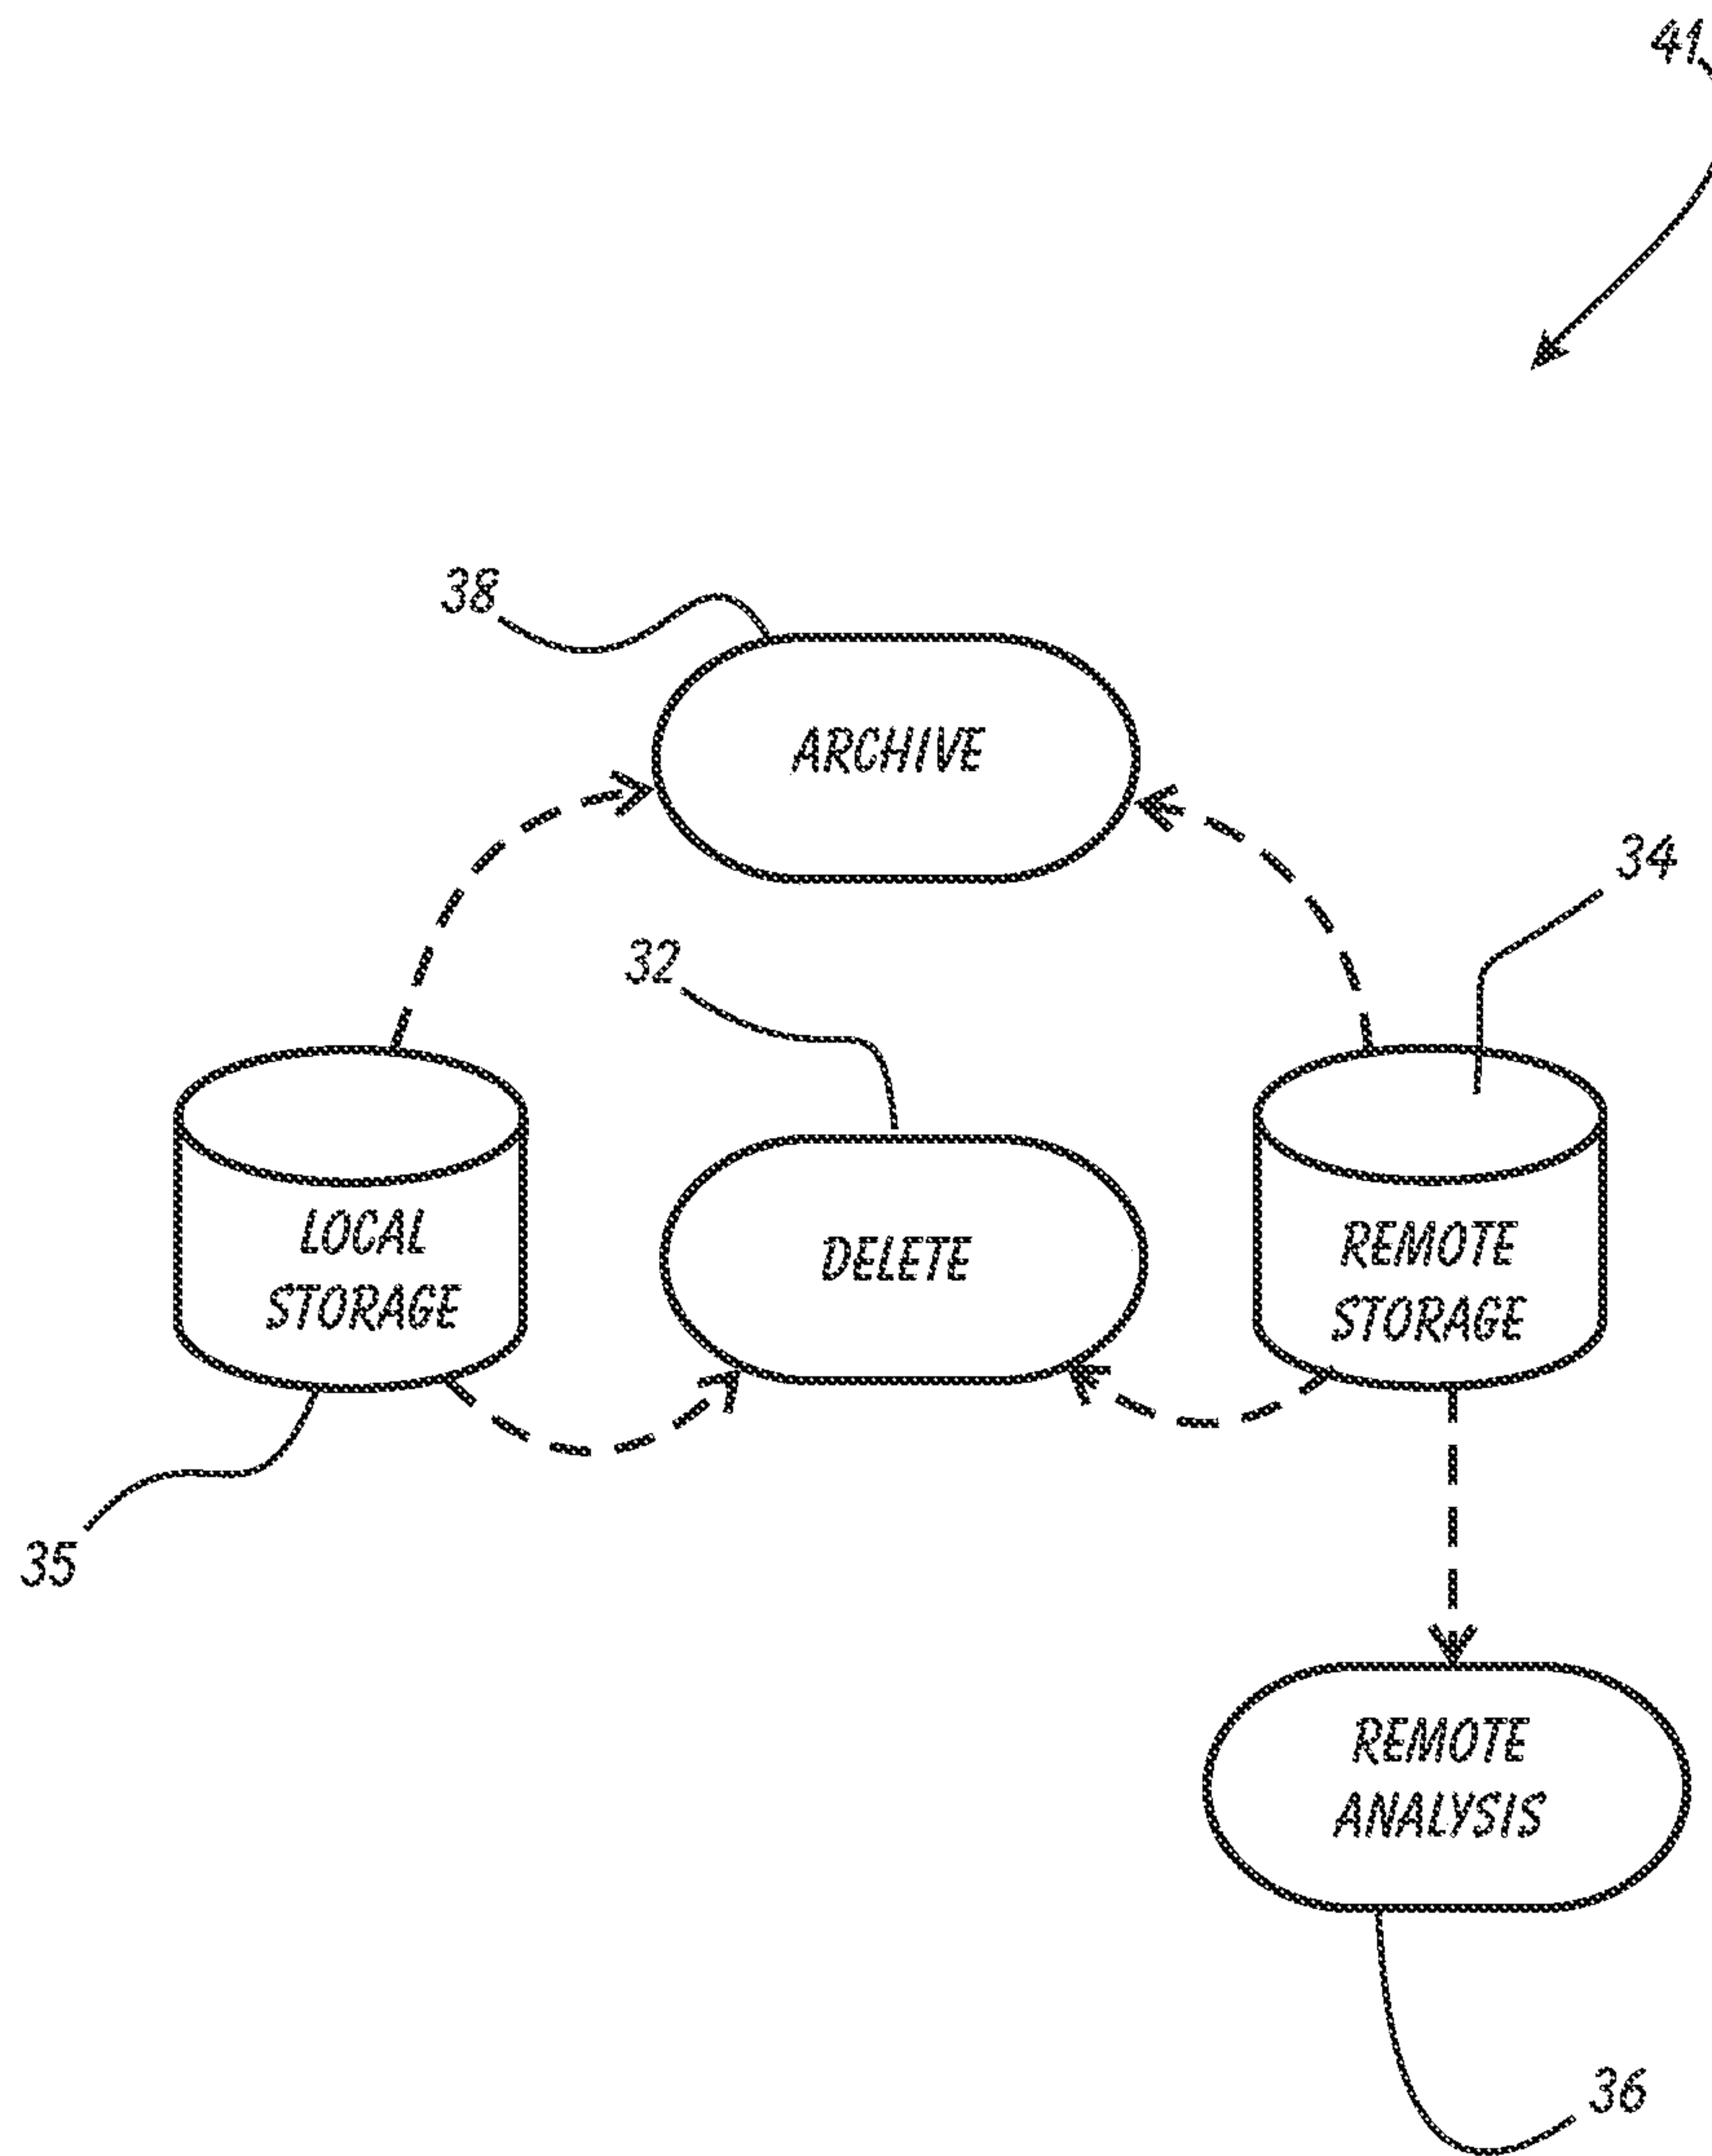 41
38
ARCHIVE
34
32
LOCAL
STORAGE
DELETE
REMOTE
STORAGE
35
REMOTE
ANALYSIS
36